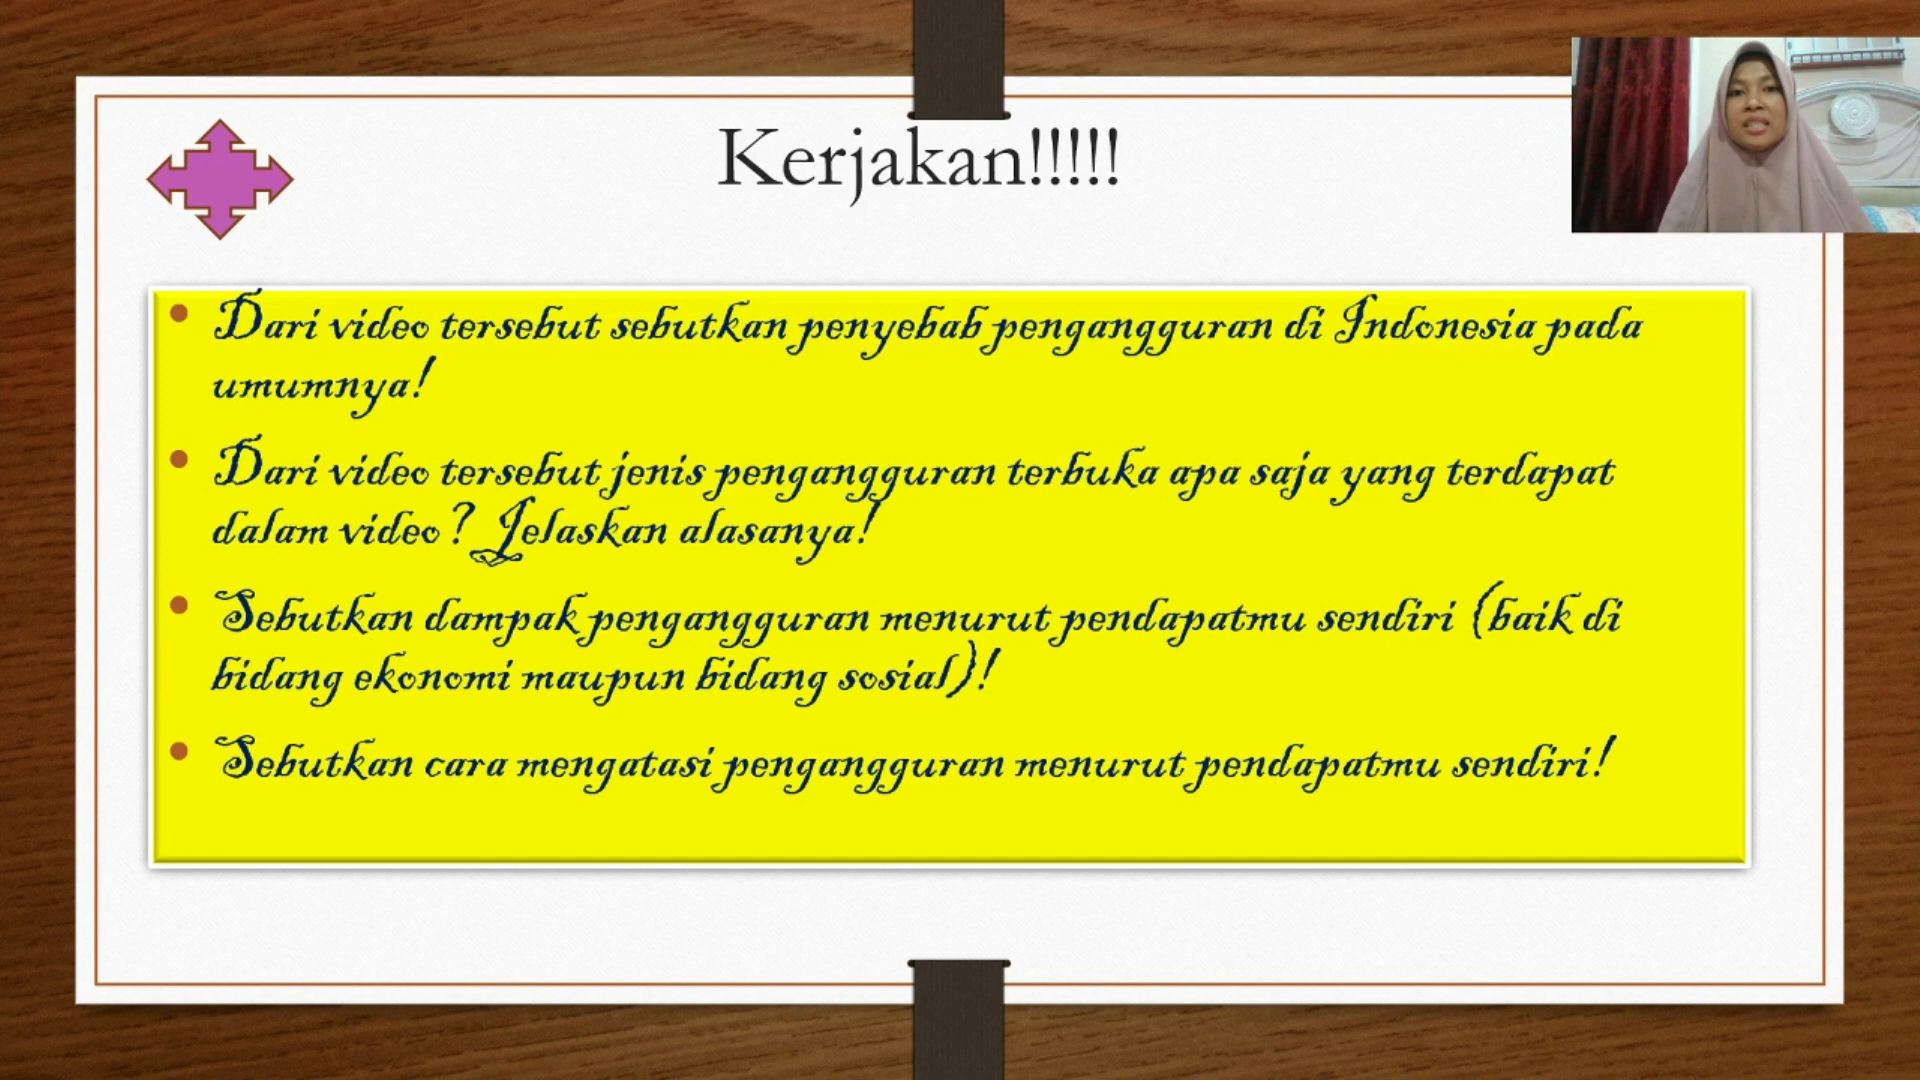 Kerjakan!!!!!
Dari video tersebut sebutkan penyebab pengangguran di Indonesia pada
umumnya!
Dari video tersebut jenis pengangguran terbuka apa saja yang terdapat
dalam video? Jelaskan alasanya!
Sebutkan dampak pengangguran menurut pendapatmu sendiri (baik di
bidang ekonomi maupun bidang sosial)!
Sebutkan cara mengatasi pengangguran menurut pendapatmu sendiri!